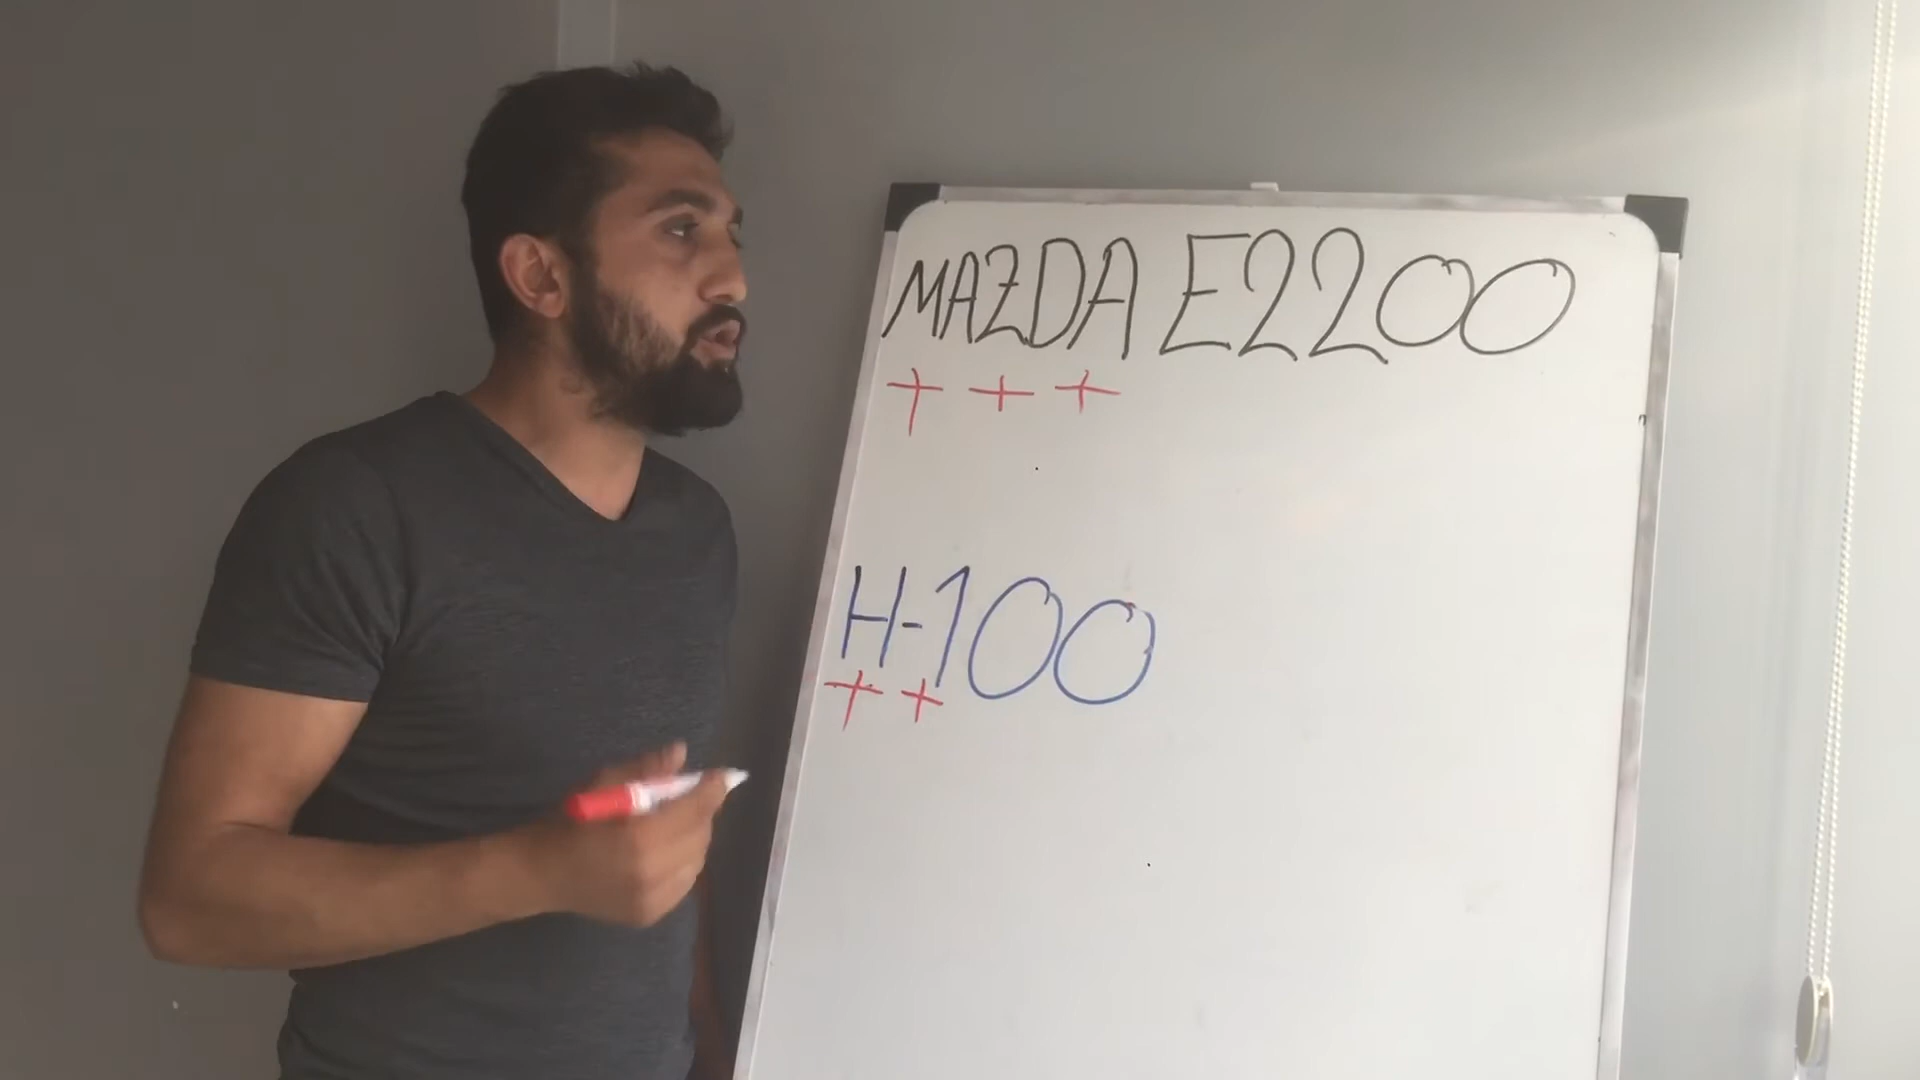 MAZDA E2200
+ + +
H-100
+ +